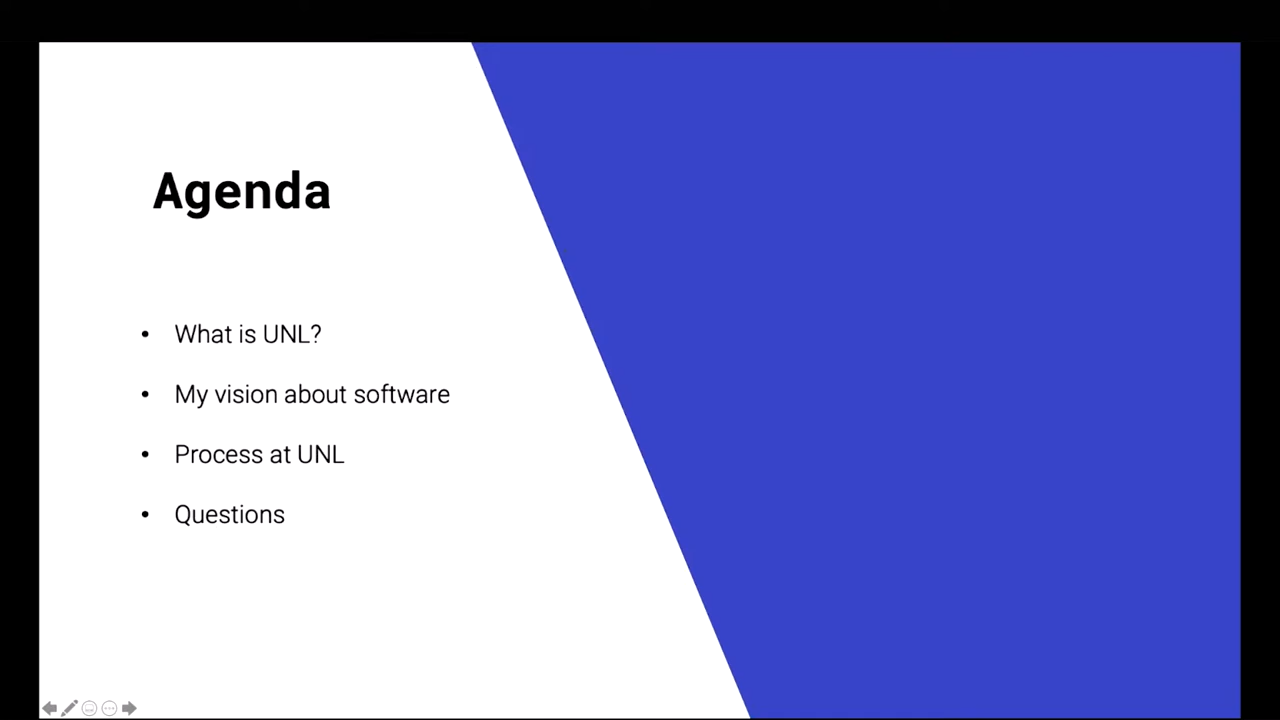 Agenda
• What is UNL?
• My vision about software
• Process at UNL
• Questions